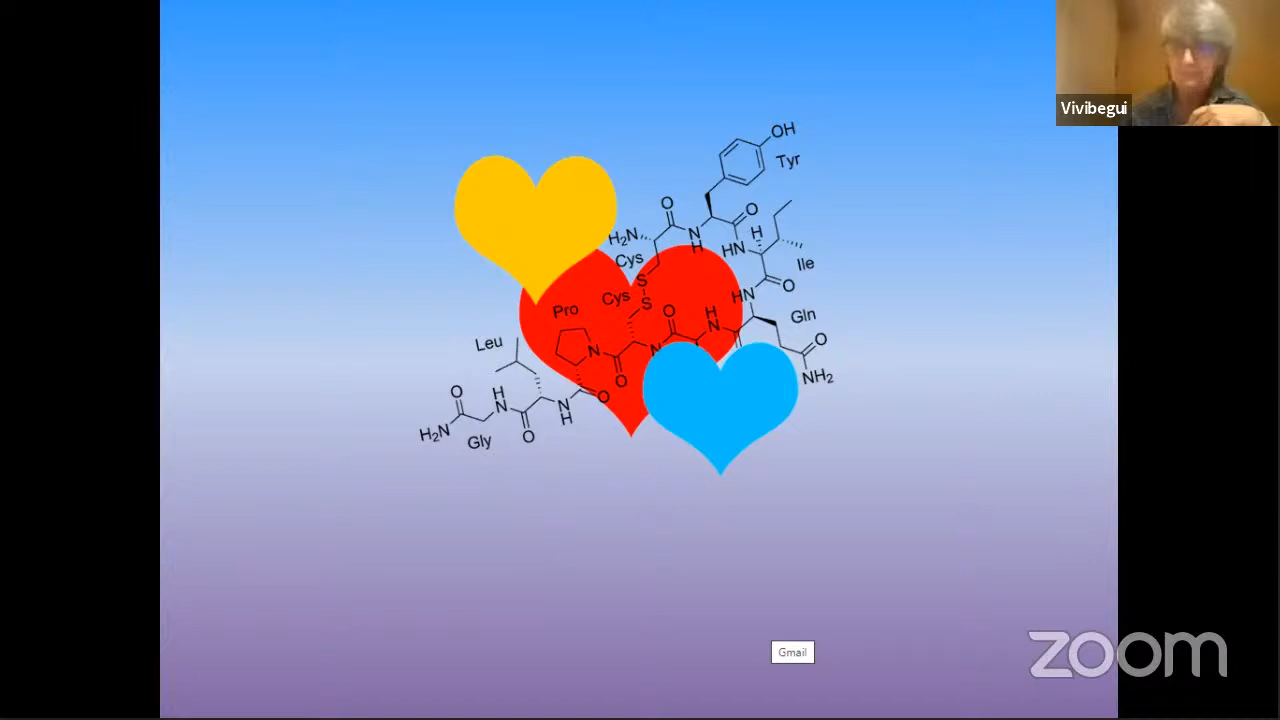 Vivibegui
OH
Tyr
O
O
H₂N
N
H
HN
H
Ile
Cys
S
O
Cys
S
HN
Pro
O
H
N
Gln
Leu
N
N
O
O
NH₂
O
H
N
O
N
H
O
H₂N
Gly
O
Gmail
zoom